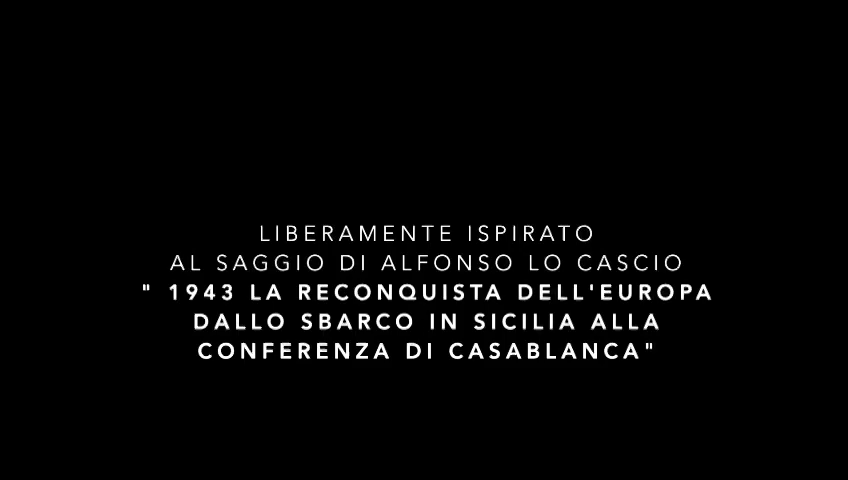 LIBERAMENTE ISPIRATO
AL SAGGIO DI ALFONSO LO CASCIO
" 1943 LA RECONQUISTA DELL'EUROPA
DALLO SBARCO IN SICILIA ALLA
CONFERENZA DI CASABLANCA"